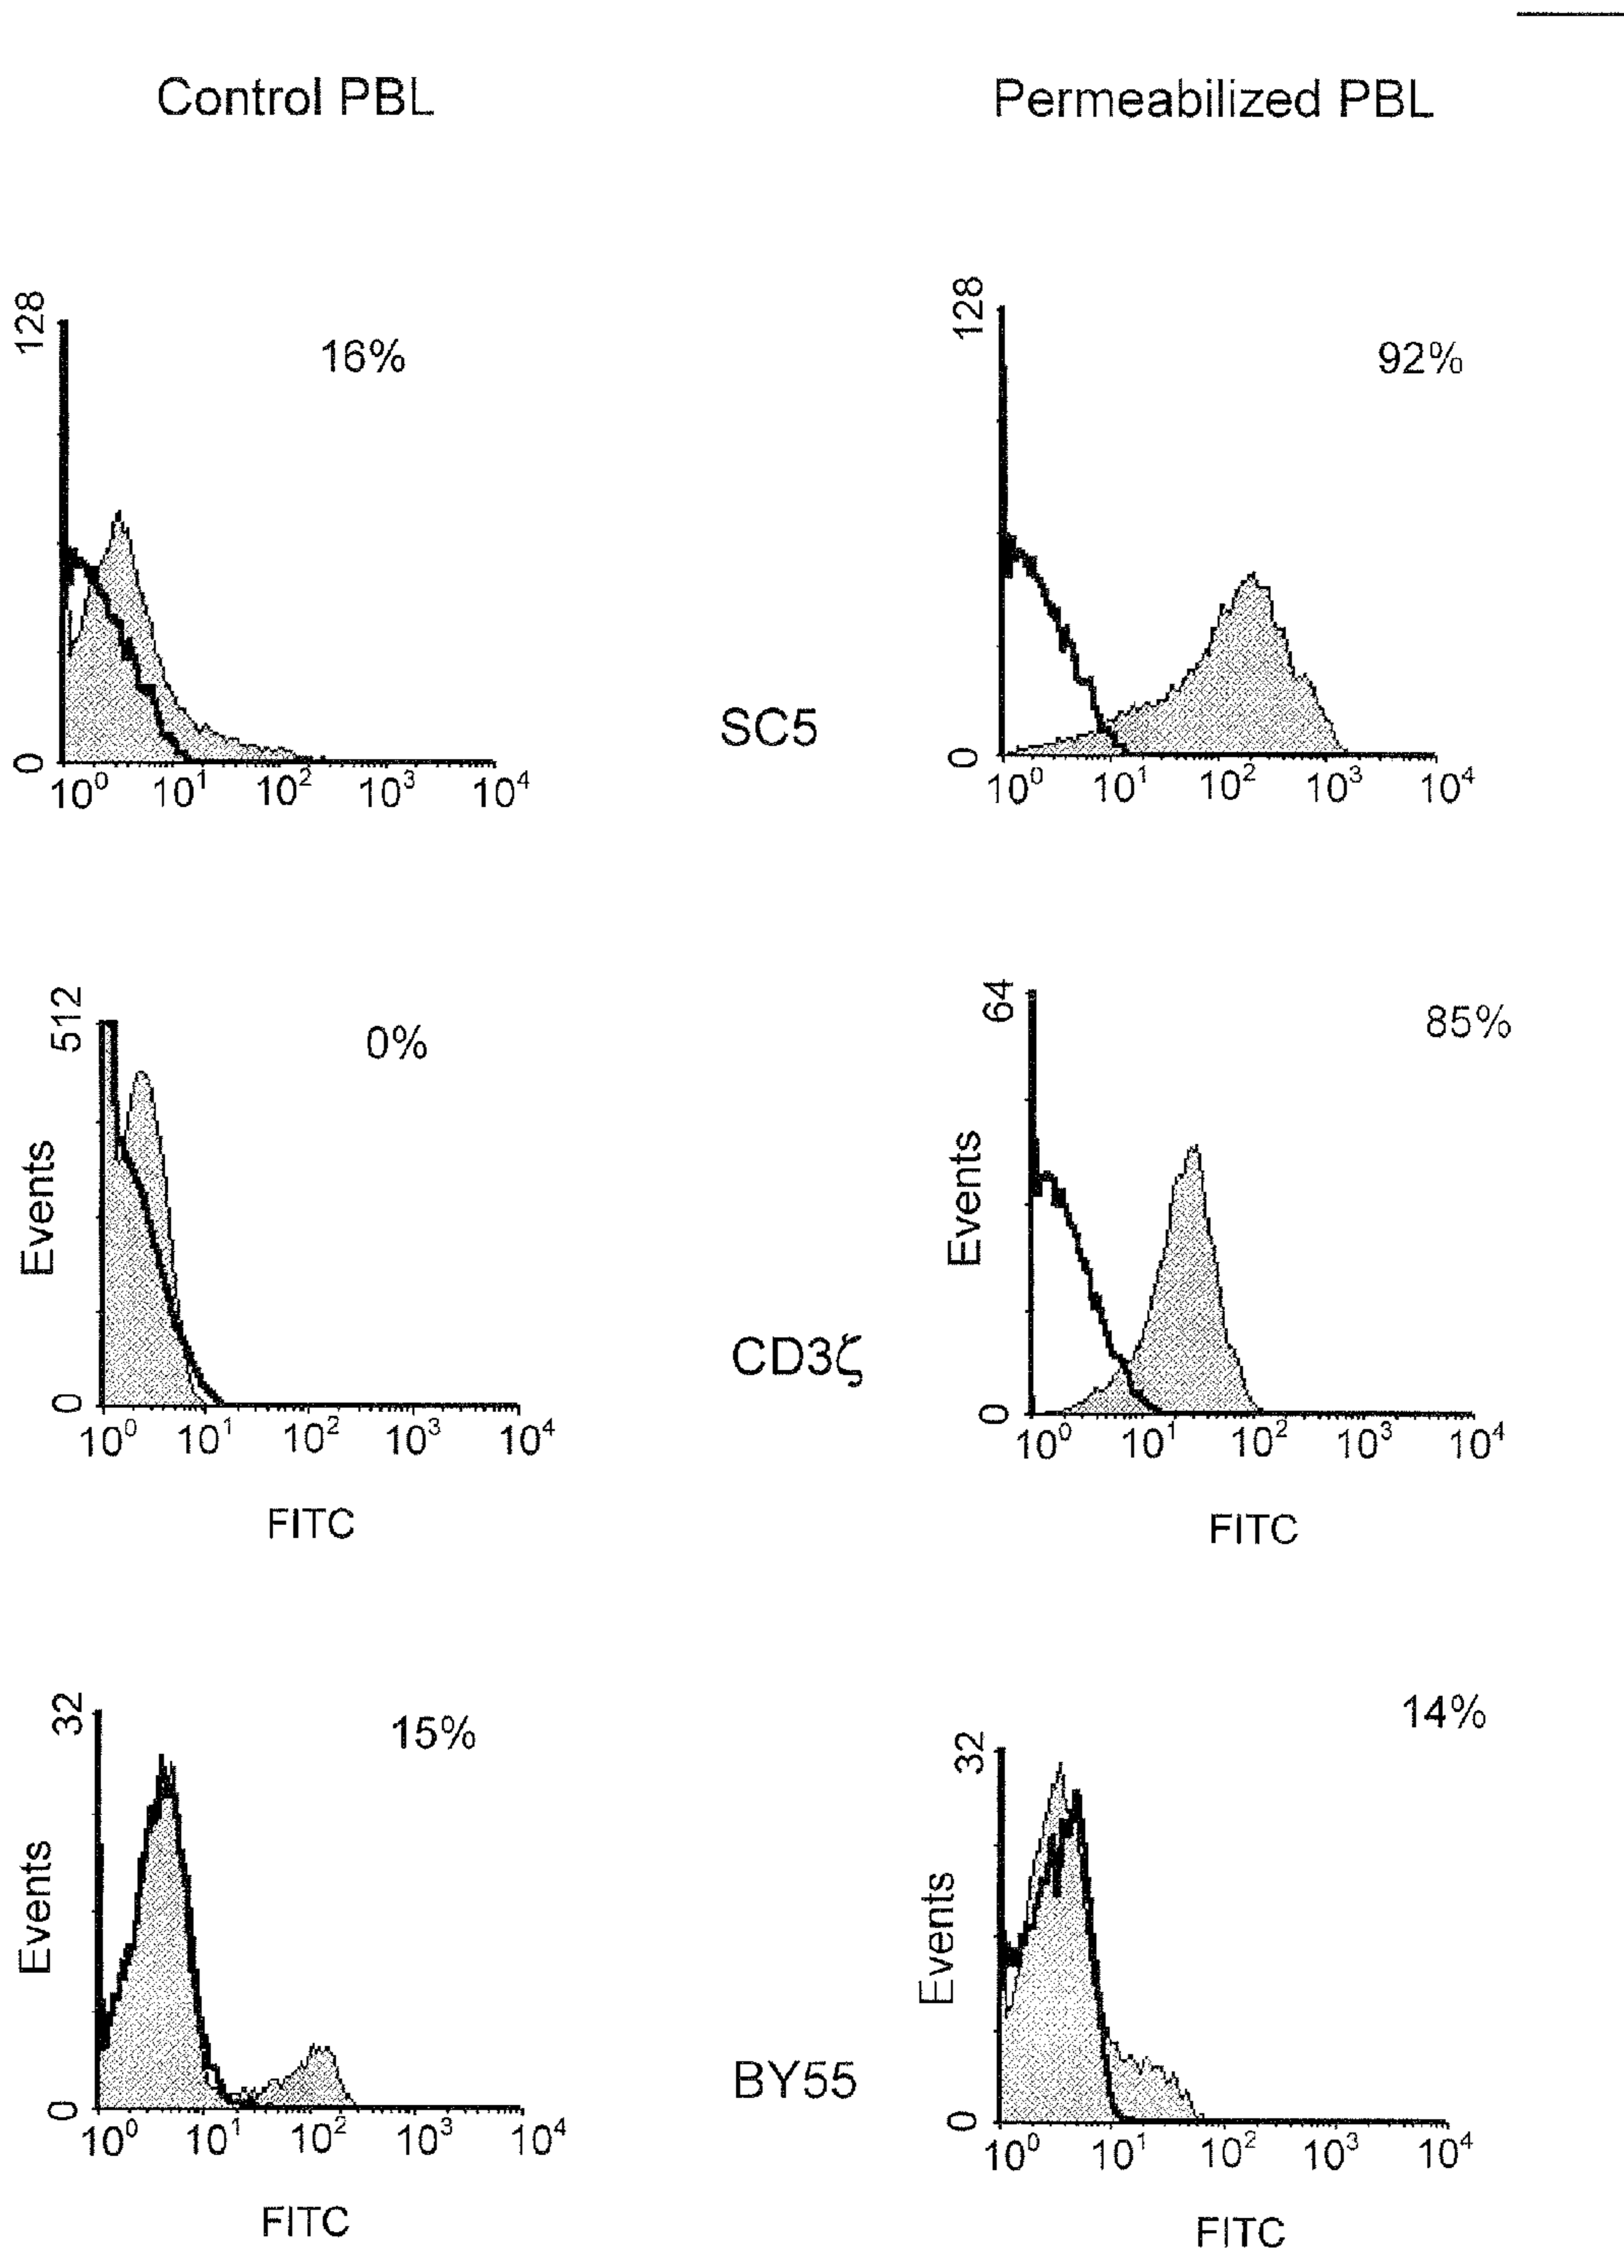 Control PBL Permeabilized PBL
128 16% 128 92%
0 0
SC5
10⁰ 10¹ 10² 10³ 10⁴ 10⁰ 10¹ 10² 10³ 10⁴
512 0% 64 85%
Events Events
CD3ζ
0 0
10⁰ 10¹ 10² 10³ 10⁴ 10⁰ 10¹ 10² 10³ 10⁴
FITC FITC
32 15% 32 14%
Events Events
BY55
0 0
10⁰ 10¹ 10² 10³ 10⁴ 10⁰ 10¹ 10² 10³ 10⁴
FITC FITC